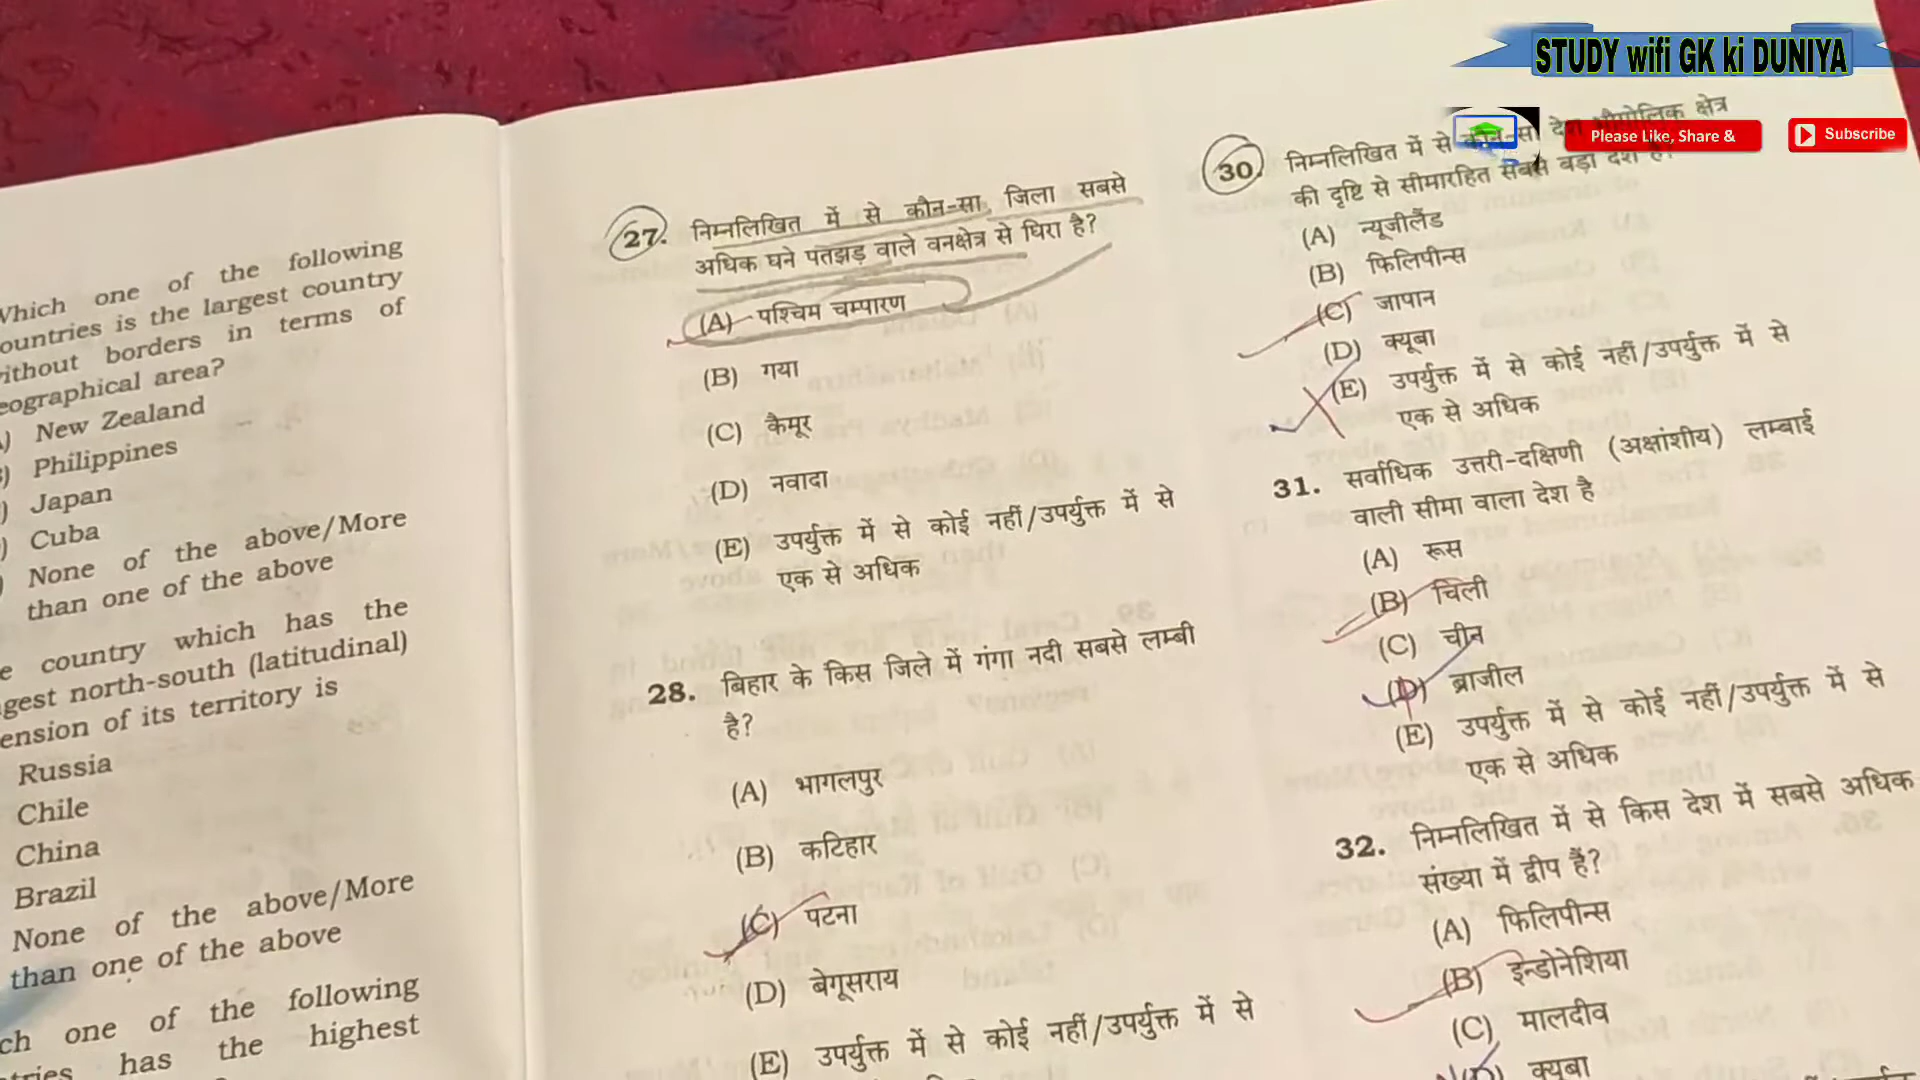 STUDY wifi GK ki DUNIYA
Please Like, Share &
Subscribe
Which one of the following
countries is the largest country
without borders in terms of
geographical area?
New Zealand
Philippines
Japan
Cuba
None of the above/More
than one of the above
country which has the
north-south (latitudinal)
of its territory is
Russia
Chile
China
Brazil
None of the above/More
than one of the above
one of the following
has the highest
27. निम्नलिखित में से कौन-सा जिला सबसे
अधिक घने पतझड़ वाले वनक्षेत्र से घिरा है?
(A) पश्चिम चम्पारण
(B) गया
(C) कैमूर
(D) नवादा
(E) उपर्युक्त में से कोई नहीं/उपर्युक्त में से
एक से अधिक
28. बिहार के किस जिले में गंगा नदी सबसे लम्बी
है?
(A) भागलपुर
(B) कटिहार
(C) पटना
(D) बेगूसराय
(E) उपर्युक्त में से कोई नहीं/उपर्युक्त में से
30. निम्नलिखित में से कौन-सा देश भौगोलिक क्षेत्र
की दृष्टि से सीमारहित सबसे बड़ा देश है?
(A) न्यूजीलैंड
(B) फिलिपीन्स
(C) जापान
(D) क्यूबा
(E) उपर्युक्त में से कोई नहीं/उपर्युक्त में से
एक से अधिक
31. सर्वाधिक उत्तरी-दक्षिणी (अक्षांशीय) लम्बाई
वाली सीमा वाला देश है
(A) रूस
(B) चिली
(C) चीन
(D) ब्राजील
(E) उपर्युक्त में से कोई नहीं/उपर्युक्त में से
एक से अधिक
32. निम्नलिखित में से किस देश में सबसे अधिक
संख्या में द्वीप हैं?
(A) फिलिपीन्स
(B) इन्डोनेशिया
(C) मालदीव
(D) क्यूबा